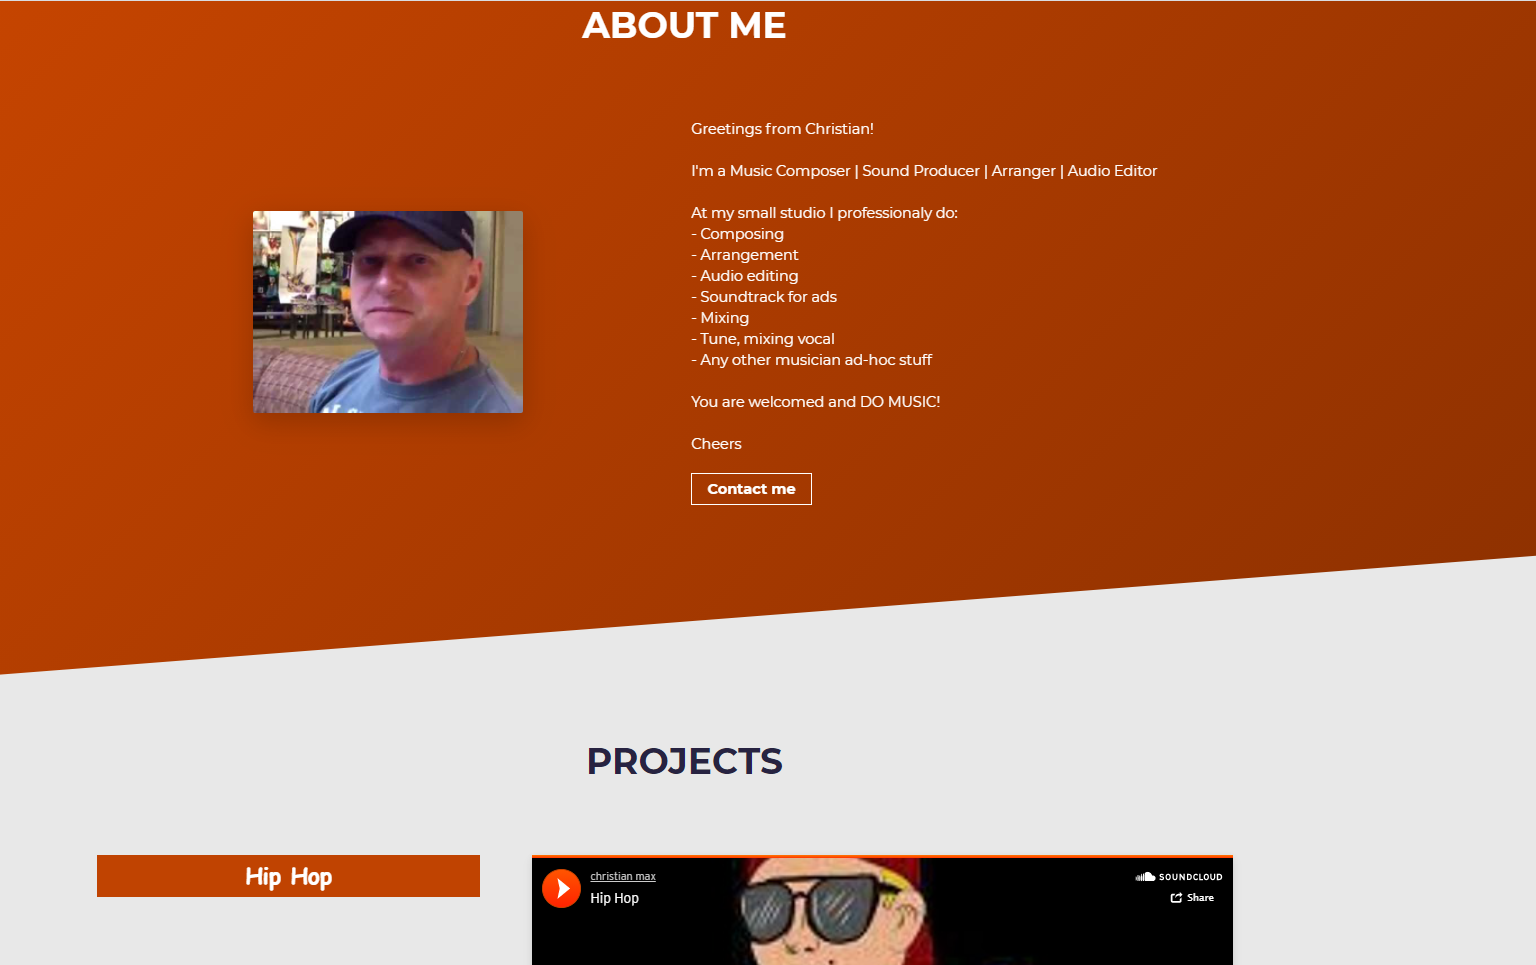 ABOUT ME
Greetings from Christian!
I'm a Music Composer | Sound Producer | Arranger | Audio Editor
At my small studio I professionaly do:
- Composing
- Arrangement
- Audio editing
- Soundtrack for ads
- Mixing
- Tune, mixing vocal
- Any other musician ad-hoc stuff
You are welcomed and DO MUSIC!
Cheers
Contact me
PROJECTS
Hip Hop
christian max
Hip Hop
SOUNDCLOUD
Share